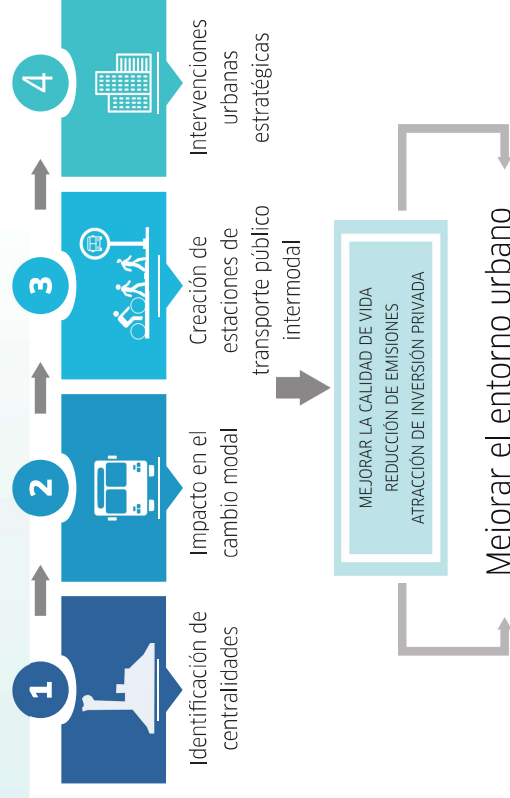 1
Identificación de
centralidades
2
Impacto en el
cambio modal
3
Creación de
estaciones de
transporte público
intermodal
4
Intervenciones
urbanas
estratégicas
MEJORAR LA CALIDAD DE VIDA
REDUCCIÓN DE EMISIONES
ATRACCIÓN DE INVERSIÓN PRIVADA
Mejorar el entorno urbano